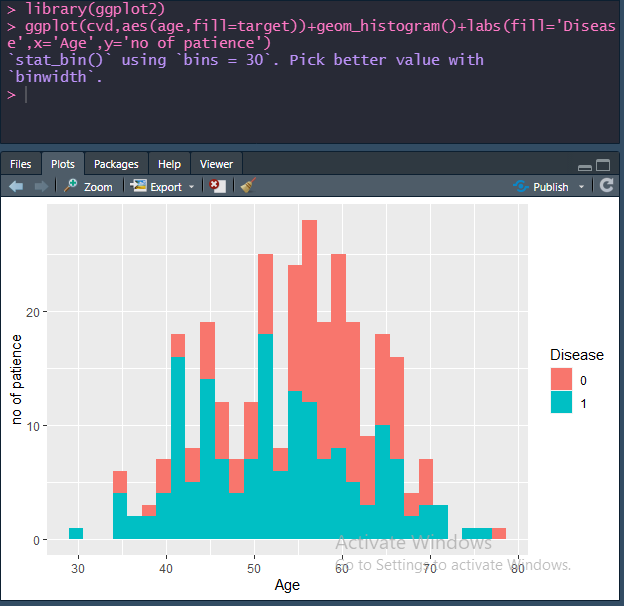 > library(ggplot2)
> ggplot(cvd,aes(age,fill=target))+geom_histogram()+labs(fill='Diseas
e',x='Age',y='no of patience')
`stat_bin()` using `bins = 30`. Pick better value with
`binwidth`.
>
Files Plots Packages Help Viewer
Zoom Export Publish
no of patience
20
10
0
30 40 50 60 70 80
Age
Disease
0
1
Activate Windows
Go to Settings to activate Windows.